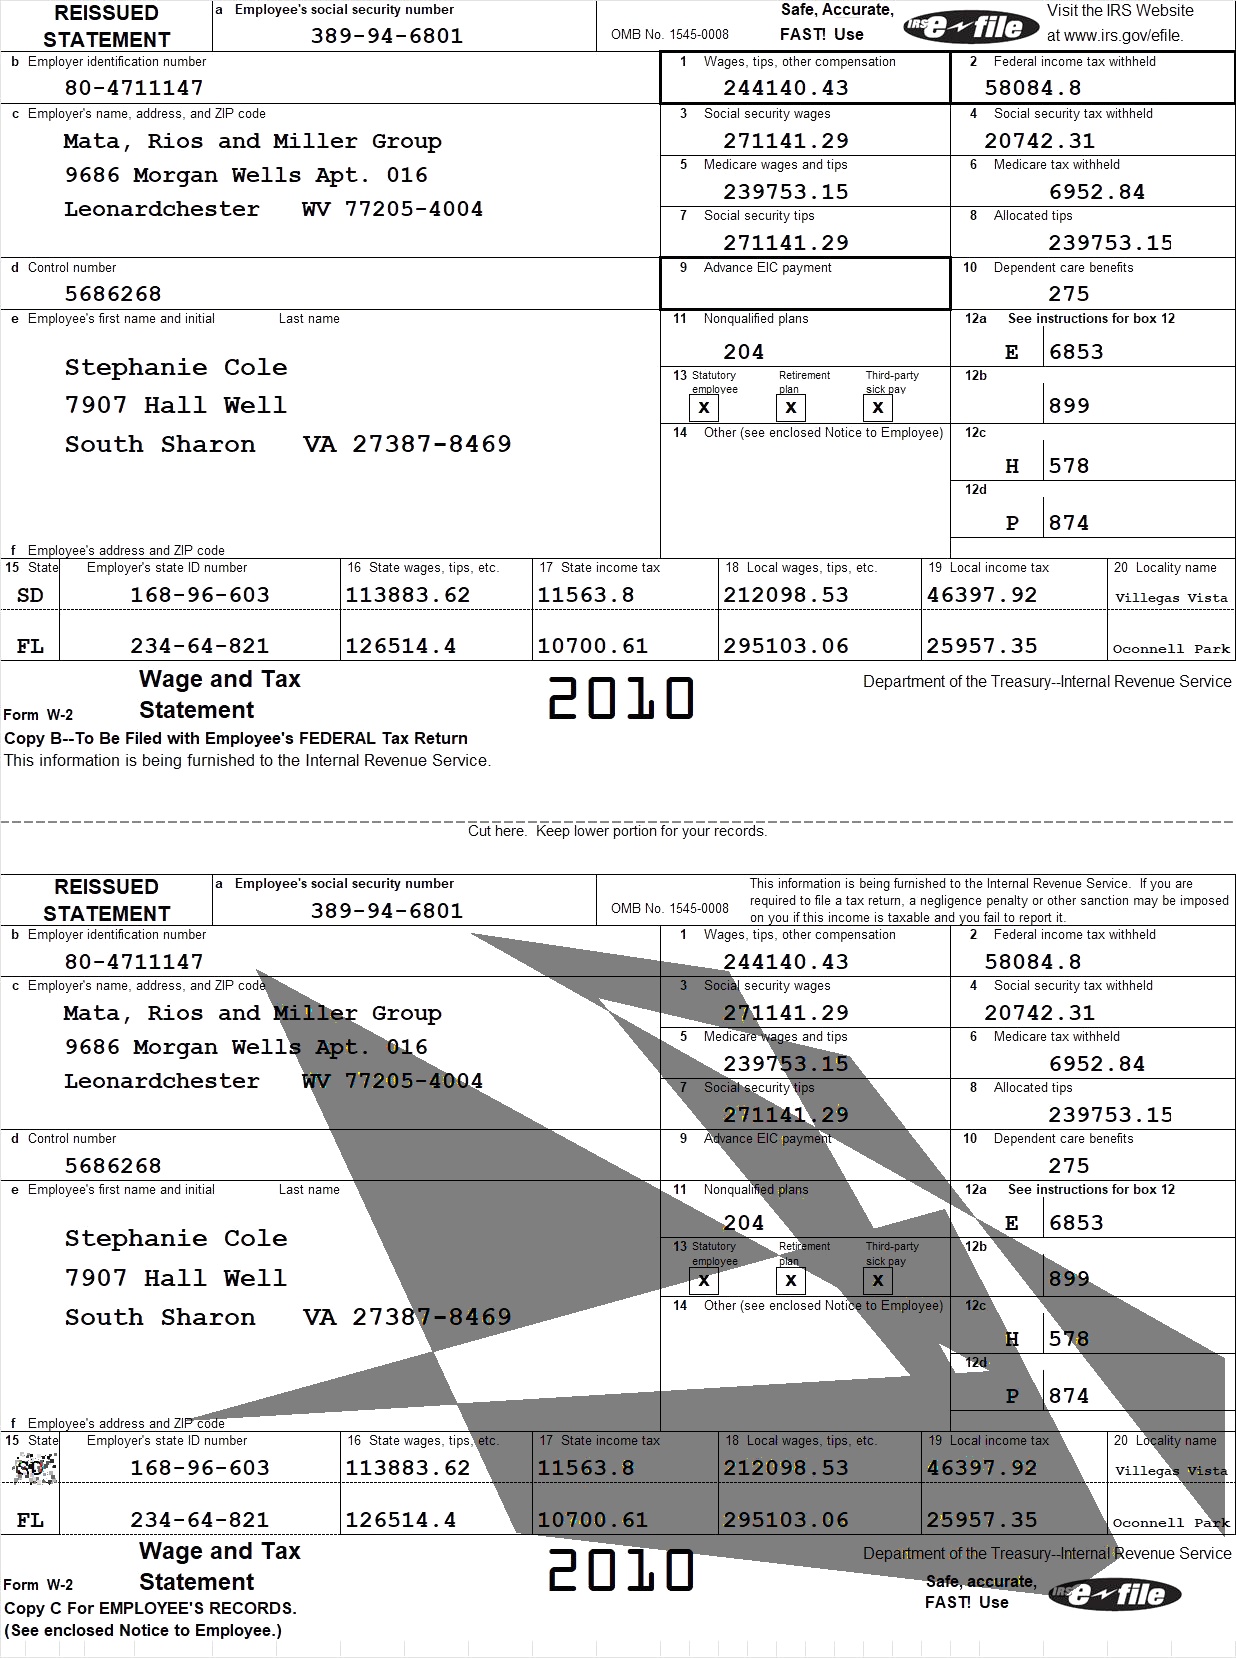 REISSUED STATEMENT
a Employee's social security number
389-94-6801
OMB No. 1545-0008
Safe, Accurate,
FAST! Use
IRS e-file
Visit the IRS Website
at www.irs.gov/efile.
b Employer identification number
80-4711147
1 Wages, tips, other compensation
244140.43
2 Federal income tax withheld
58084.8
c Employer's name, address, and ZIP code
Mata, Rios and Miller Group
9686 Morgan Wells Apt. 016
Leonardchester WV 77205-4004
3 Social security wages
271141.29
4 Social security tax withheld
20742.31
5 Medicare wages and tips
239753.15
6 Medicare tax withheld
6952.84
7 Social security tips
271141.29
8 Allocated tips
239753.15
d Control number
5686268
9 Advance EIC payment
10 Dependent care benefits
275
e Employee's first name and initial Last name
Stephanie Cole
7907 Hall Well
South Sharon VA 27387-8469
11 Nonqualified plans
204
12a See instructions for box 12
E 6853
13 Statutory employee Retirement plan Third-party sick pay
X X X
12b
899
14 Other (see enclosed Notice to Employee)
12c
H 578
12d
P 874
f Employee's address and ZIP code
15 State Employer's state ID number 16 State wages, tips, etc. 17 State income tax 18 Local wages, tips, etc. 19 Local income tax 20 Locality name
SD 168-96-603 113883.62 11563.8 212098.53 46397.92 Villegas Vista
FL 234-64-821 126514.4 10700.61 295103.06 25957.35 Oconnell Park
Form W-2 Wage and Tax Statement
2010
Department of the Treasury--Internal Revenue Service
Copy B--To Be Filed with Employee's FEDERAL Tax Return
This information is being furnished to the Internal Revenue Service.
Cut here. Keep lower portion for your records.
REISSUED STATEMENT
a Employee's social security number
389-94-6801
OMB No. 1545-0008
This information is being furnished to the Internal Revenue Service. If you are
required to file a tax return, a negligence penalty or other sanction may be imposed
on you if this income is taxable and you fail to report it.
b Employer identification number
80-4711147
1 Wages, tips, other compensation
244140.43
2 Federal income tax withheld
58084.8
c Employer's name, address, and ZIP code
Mata, Rios and Miller Group
9686 Morgan Wells Apt. 016
Leonardchester WV 77205-4004
3 Social security wages
271141.29
4 Social security tax withheld
20742.31
5 Medicare wages and tips
239753.15
6 Medicare tax withheld
6952.84
7 Social security tips
271141.29
8 Allocated tips
239753.15
d Control number
5686268
9 Advance EIC payment
10 Dependent care benefits
275
e Employee's first name and initial Last name
Stephanie Cole
7907 Hall Well
South Sharon VA 27387-8469
11 Nonqualified plans
204
12a See instructions for box 12
E 6853
13 Statutory employee Retirement plan Third-party sick pay
X X X
12b
899
14 Other (see enclosed Notice to Employee)
12c
H 578
12d
P 874
f Employee's address and ZIP code
15 State Employer's state ID number 16 State wages, tips, etc. 17 State income tax 18 Local wages, tips, etc. 19 Local income tax 20 Locality name
SD 168-96-603 113883.62 11563.8 212098.53 46397.92 Villegas Vista
FL 234-64-821 126514.4 10700.61 295103.06 25957.35 Oconnell Park
Form W-2 Wage and Tax Statement
2010
Department of the Treasury--Internal Revenue Service
Safe, accurate,
FAST! Use
IRS e-file
Copy C For EMPLOYEE'S RECORDS.
(See enclosed Notice to Employee.)